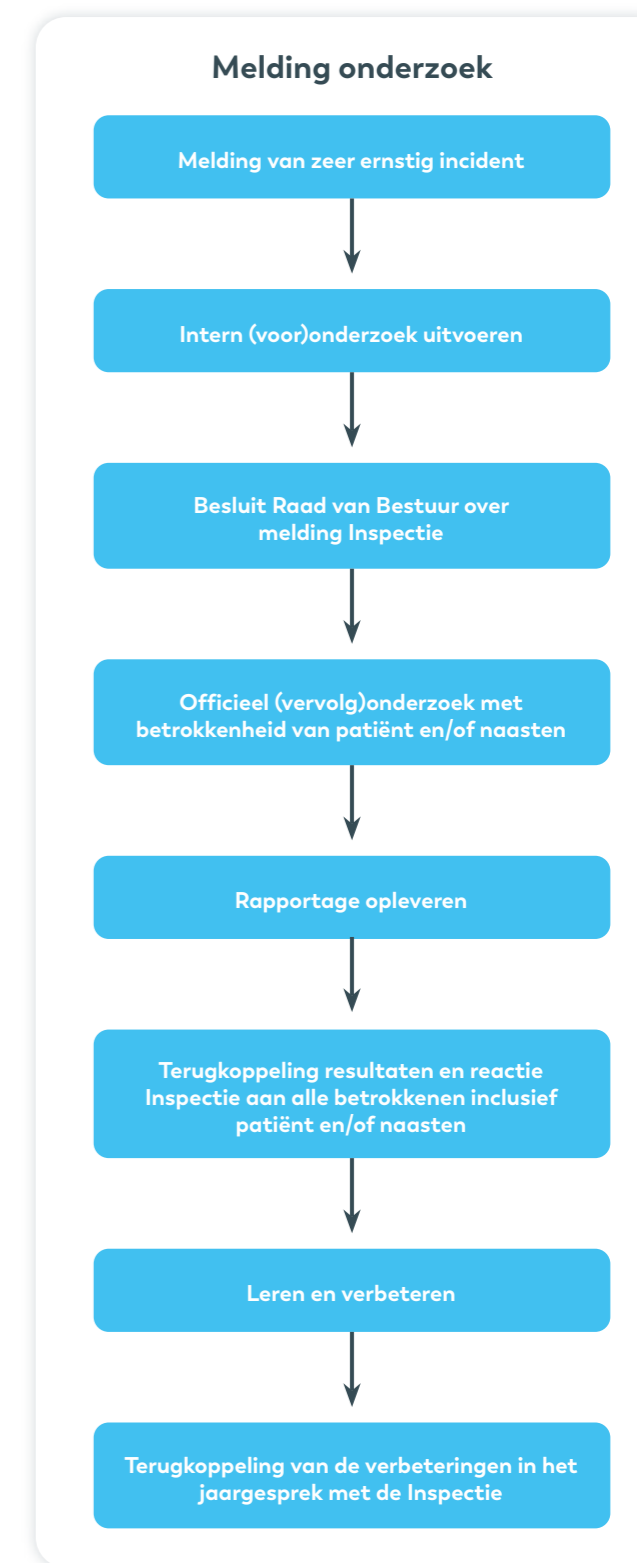 Melding onderzoek
Melding van zeer ernstig incident
Intern (voor)onderzoek uitvoeren
Besluit Raad van Bestuur over
melding Inspectie
Officieel (vervolg)onderzoek met
betrokkenheid van patiënt en/of naasten
Rapportage opleveren
Terugkoppeling resultaten en reactie
Inspectie aan alle betrokkenen inclusief
patiënt en/of naasten
Leren en verbeteren
Terugkoppeling van de verbeteringen in het
jaargesprek met de Inspectie